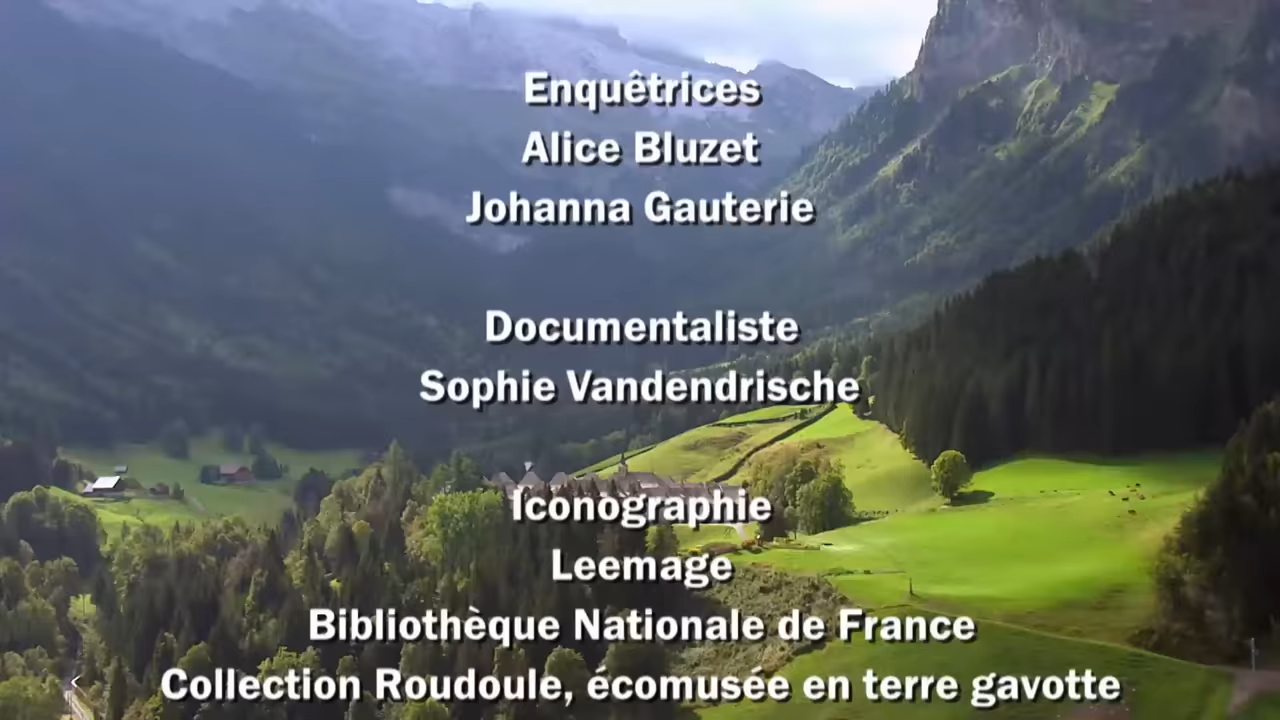 Enquêtrices
Alice Bluzet
Johanna Gauterie
Documentaliste
Sophie Vandendrische
Iconographie
Leemage
Bibliothèque Nationale de France
Collection Roudoule, écomusée en terre gavotte